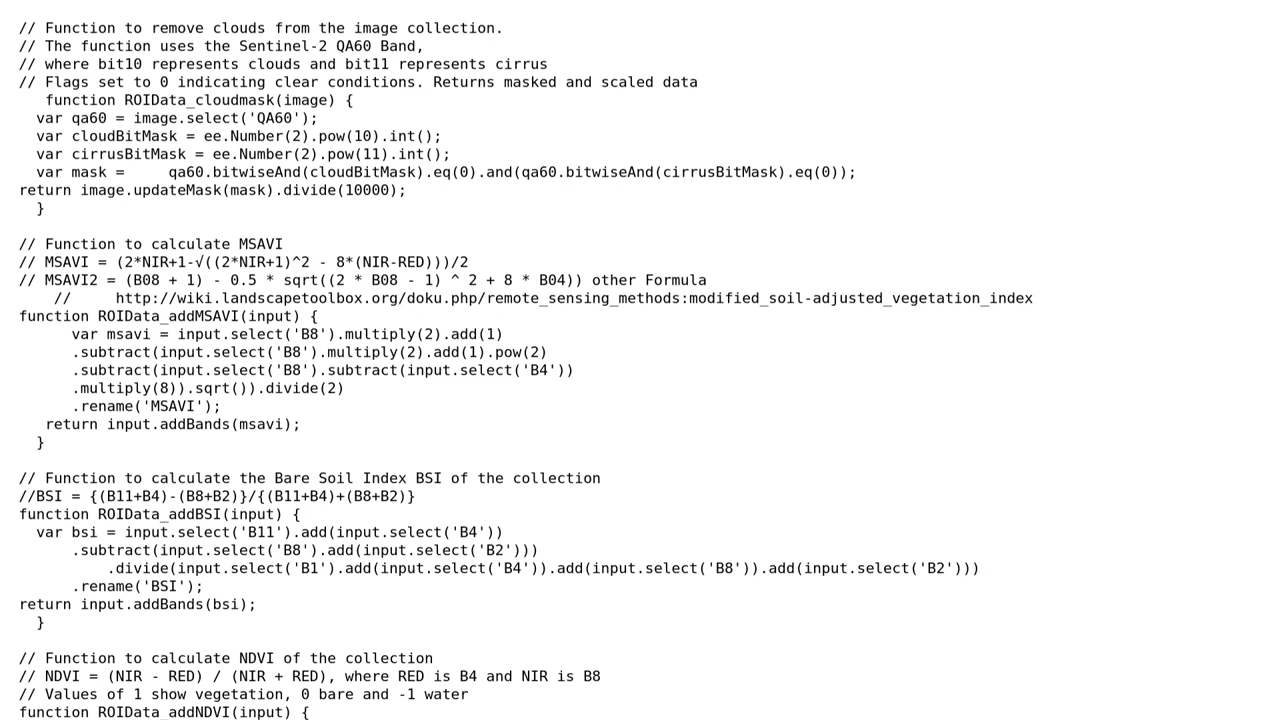 // Function to remove clouds from the image collection.
// The function uses the Sentinel-2 QA60 Band,
// where bit10 represents clouds and bit11 represents cirrus
// Flags set to 0 indicating clear conditions. Returns masked and scaled data
   function ROIData_cloudmask(image) {
  var qa60 = image.select('QA60');
  var cloudBitMask = ee.Number(2).pow(10).int();
  var cirrusBitMask = ee.Number(2).pow(11).int();
  var mask =     qa60.bitwiseAnd(cloudBitMask).eq(0).and(qa60.bitwiseAnd(cirrusBitMask).eq(0));
return image.updateMask(mask).divide(10000);
  }

// Function to calculate MSAVI
// MSAVI = (2*NIR+1-√((2*NIR+1)^2 - 8*(NIR-RED)))/2
// MSAVI2 = (B08 + 1) - 0.5 * sqrt((2 * B08 - 1) ^ 2 + 8 * B04)) other Formula
    //     http://wiki.landscapetoolbox.org/doku.php/remote_sensing_methods:modified_soil-adjusted_vegetation_index
function ROIData_addMSAVI(input) {
      var msavi = input.select('B8').multiply(2).add(1)
      .subtract(input.select('B8').multiply(2).add(1).pow(2)
      .subtract(input.select('B8').subtract(input.select('B4'))
      .multiply(8)).sqrt()).divide(2)
      .rename('MSAVI');
   return input.addBands(msavi);
  }

// Function to calculate the Bare Soil Index BSI of the collection
//BSI = {(B11+B4)-(B8+B2)}/{(B11+B4)+(B8+B2)}
function ROIData_addBSI(input) {
  var bsi = input.select('B11').add(input.select('B4'))
      .subtract(input.select('B8').add(input.select('B2')))
          .divide(input.select('B1').add(input.select('B4')).add(input.select('B8')).add(input.select('B2')))
      .rename('BSI');
return input.addBands(bsi);
  }

// Function to calculate NDVI of the collection
// NDVI = (NIR - RED) / (NIR + RED), where RED is B4 and NIR is B8
// Values of 1 show vegetation, 0 bare and -1 water
function ROIData_addNDVI(input) {